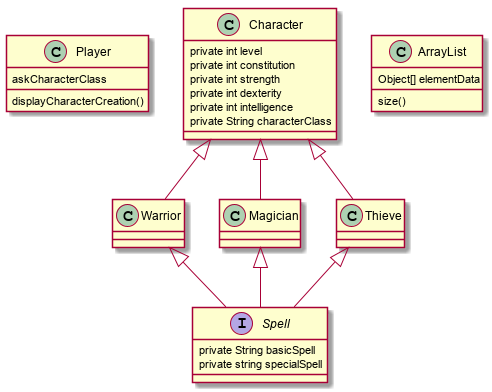 C Player
askCharacterClass
displayCharacterCreation()
C Character
private int level
private int constitution
private int strength
private int dexterity
private int intelligence
private String characterClass
C ArrayList
Object[] elementData
size()
C Warrior
C Magician
C Thieve
I Spell
private String basicSpell
private string specialSpell